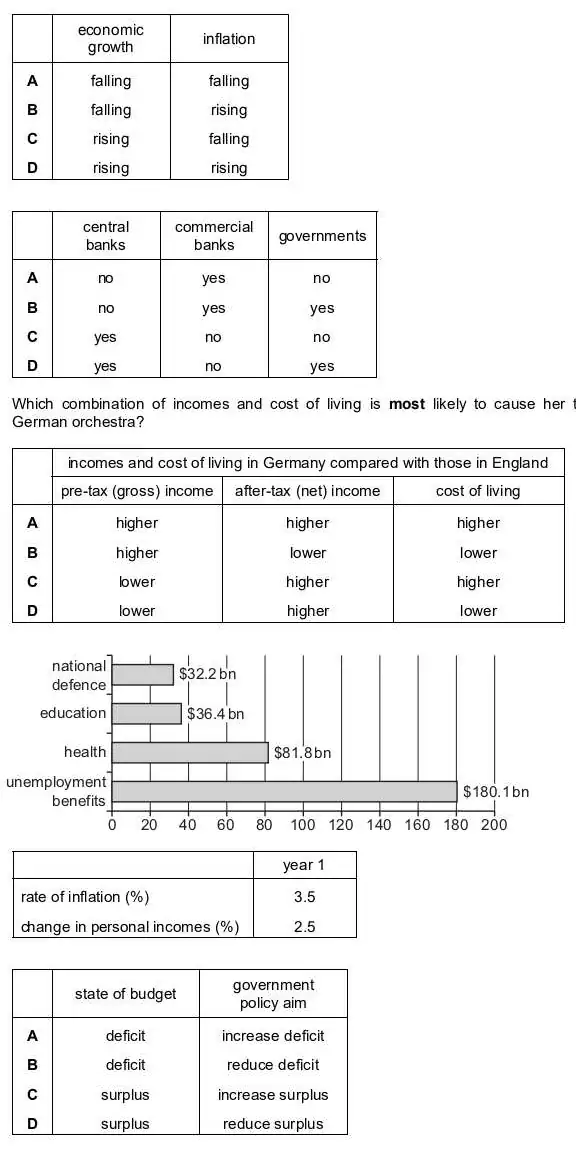 economic growth inflation
A falling falling
B falling rising
C rising falling
D rising rising
central banks commercial banks governments
A no yes no
B no yes yes
C yes no no
D yes no yes
Which combination of incomes and cost of living is most likely to cause her
German orchestra?
incomes and cost of living in Germany compared with those in England
pre-tax (gross) income after-tax (net) income cost of living
A higher higher higher
B higher lower lower
C lower higher higher
D lower higher lower
national defence $32.2 bn
education $36.4 bn
health $81.8 bn
unemployment benefits $180.1 bn
0 20 40 60 80 100 120 140 160 180 200
year 1
rate of inflation (%) 3.5
change in personal incomes (%) 2.5
state of budget government policy aim
A deficit increase deficit
B deficit reduce deficit
C surplus increase surplus
D surplus reduce surplus